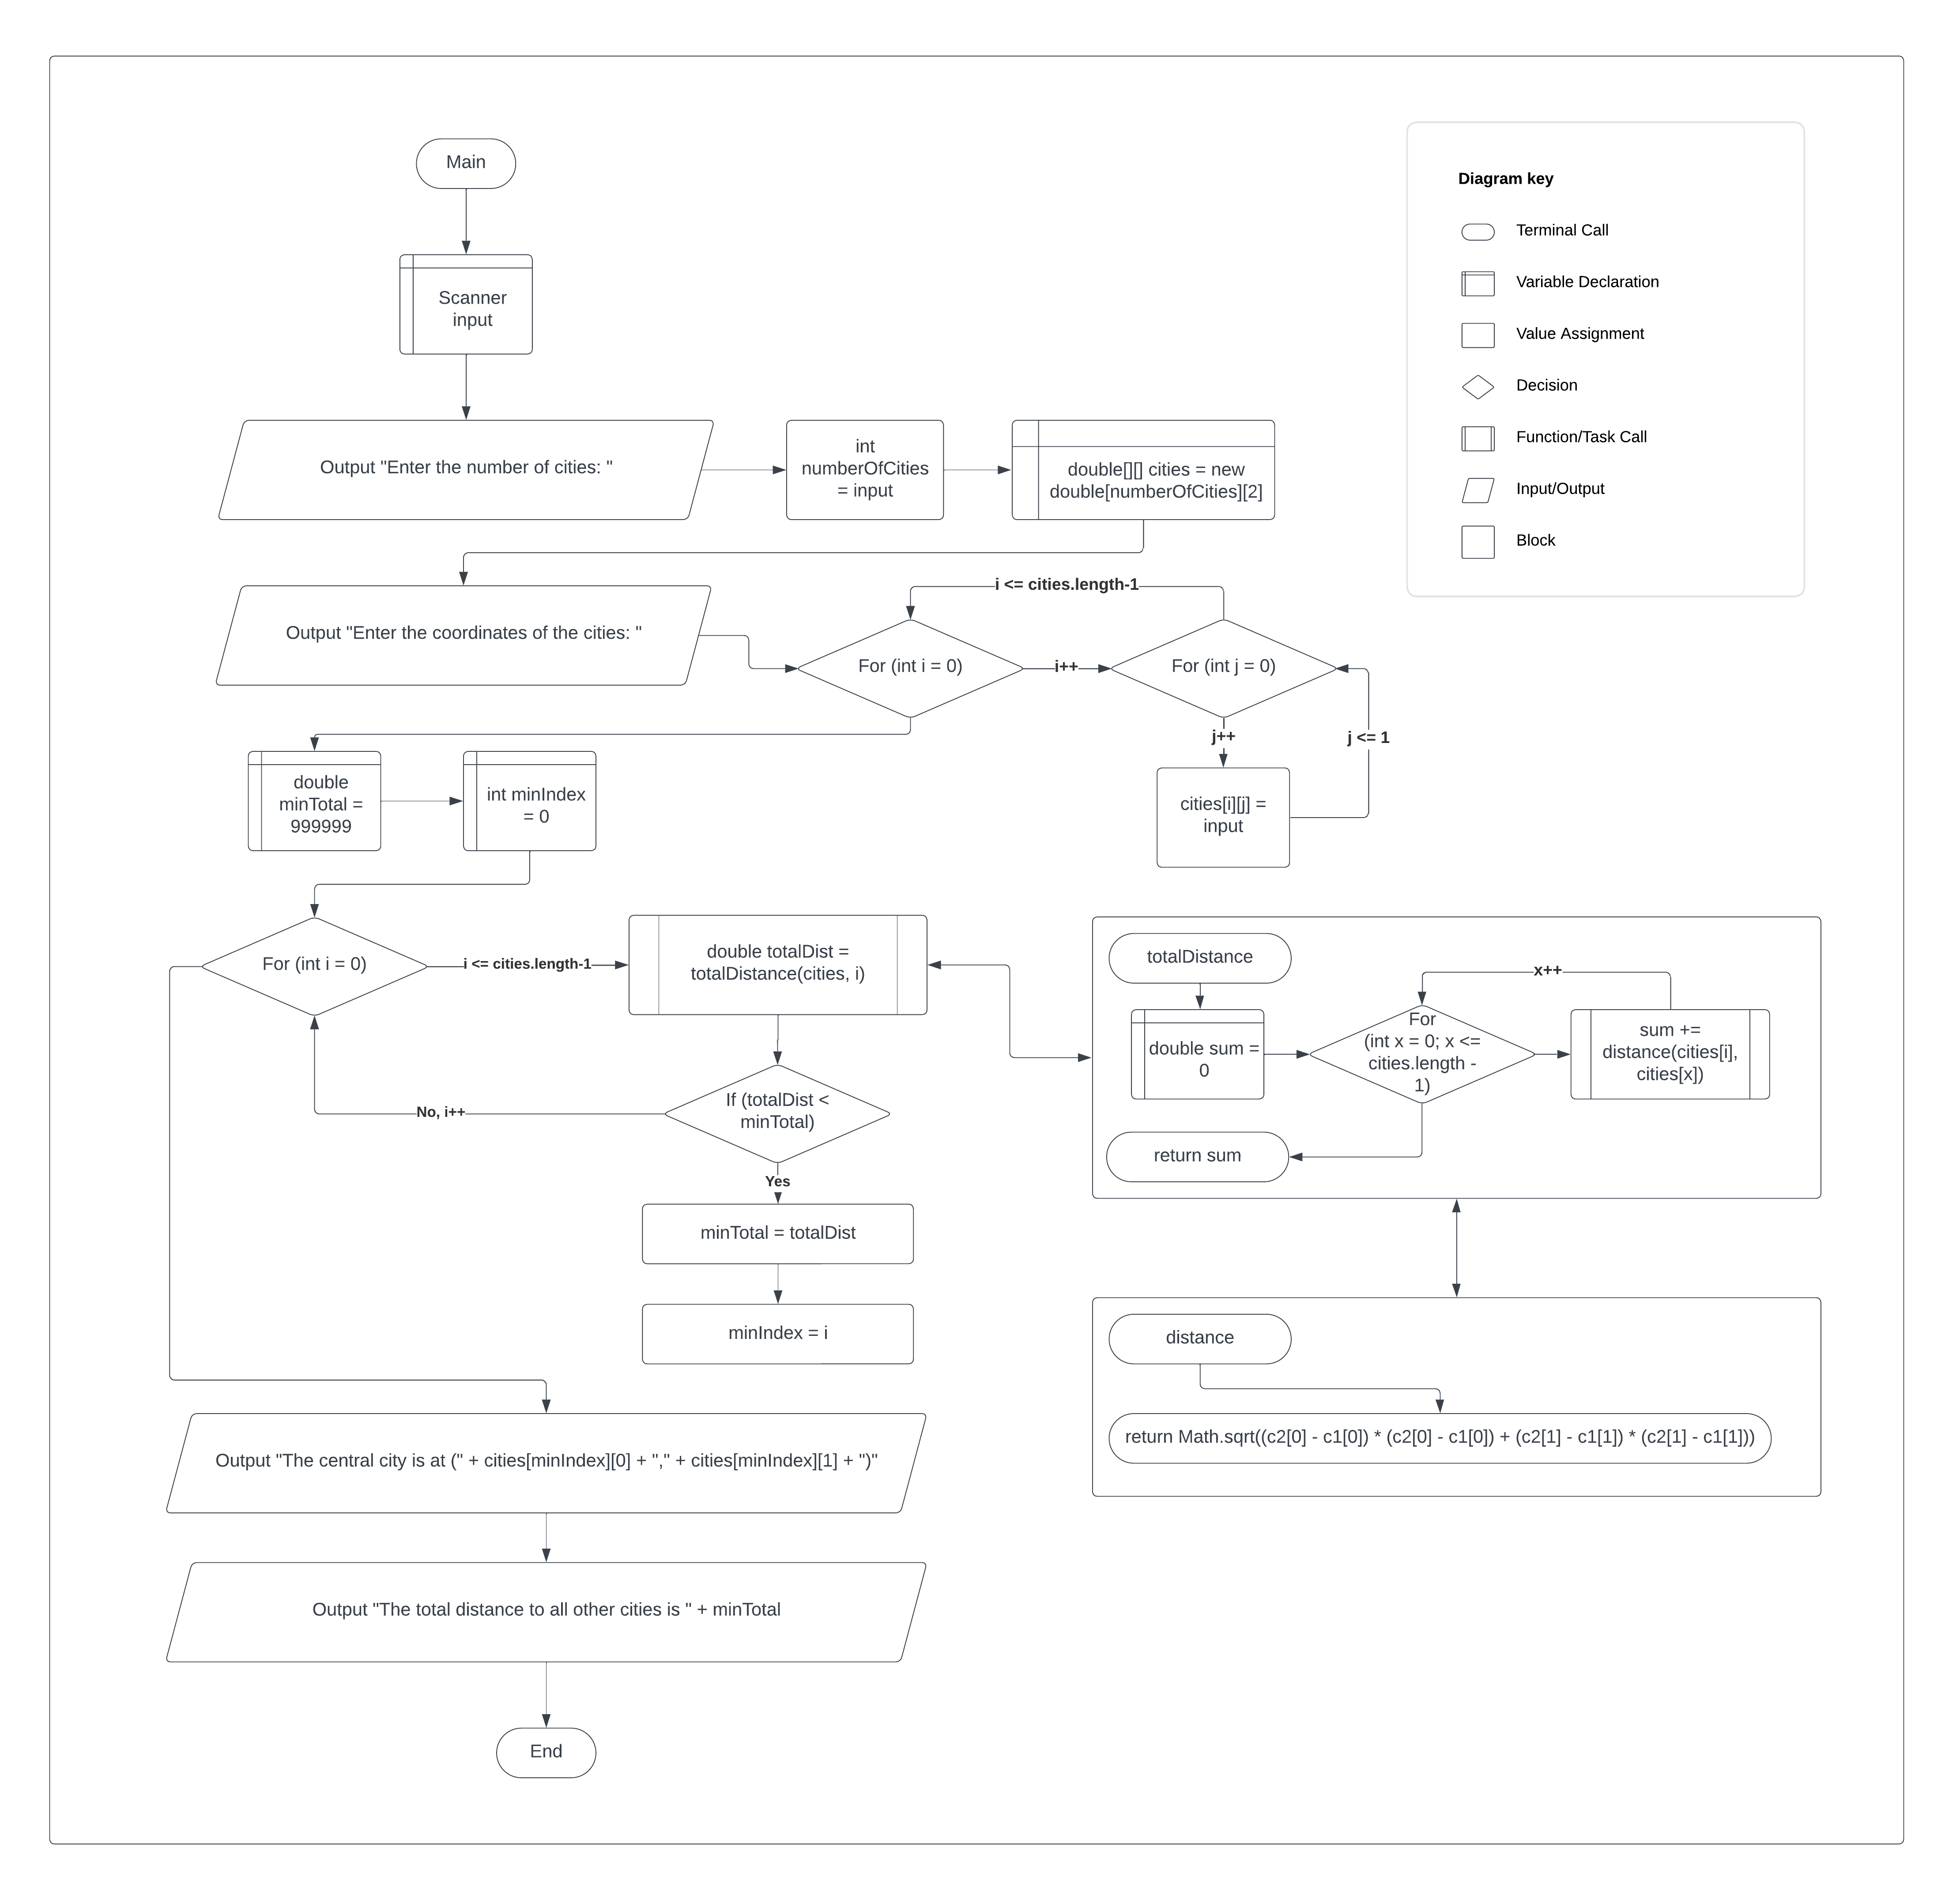 Main
Diagram key
Terminal Call
Variable Declaration
Value Assignment
Decision
Function/Task Call
Input/Output
Block
Scanner
input
Output "Enter the number of cities: "
int
numberOfCities
= input
double[][] cities = new
double[numberOfCities][2]
Output "Enter the coordinates of the cities: "
For (int i = 0)
i <= cities.length-1
i++
For (int j = 0)
j++
j <= 1
cities[i][j] =
input
double
minTotal =
999999
int minIndex
= 0
For (int i = 0)
i <= cities.length-1
double totalDist =
totalDistance(cities, i)
If (totalDist <
minTotal)
No, i++
Yes
minTotal = totalDist
minIndex = i
totalDistance
double sum =
0
For
(int x = 0; x <=
cities.length -
1)
x++
sum +=
distance(cities[i],
cities[x])
return sum
distance
return Math.sqrt((c2[0] - c1[0]) * (c2[0] - c1[0]) + (c2[1] - c1[1]) * (c2[1] - c1[1]))
Output "The central city is at (" + cities[minIndex][0] + "," + cities[minIndex][1] + ")"
Output "The total distance to all other cities is " + minTotal
End